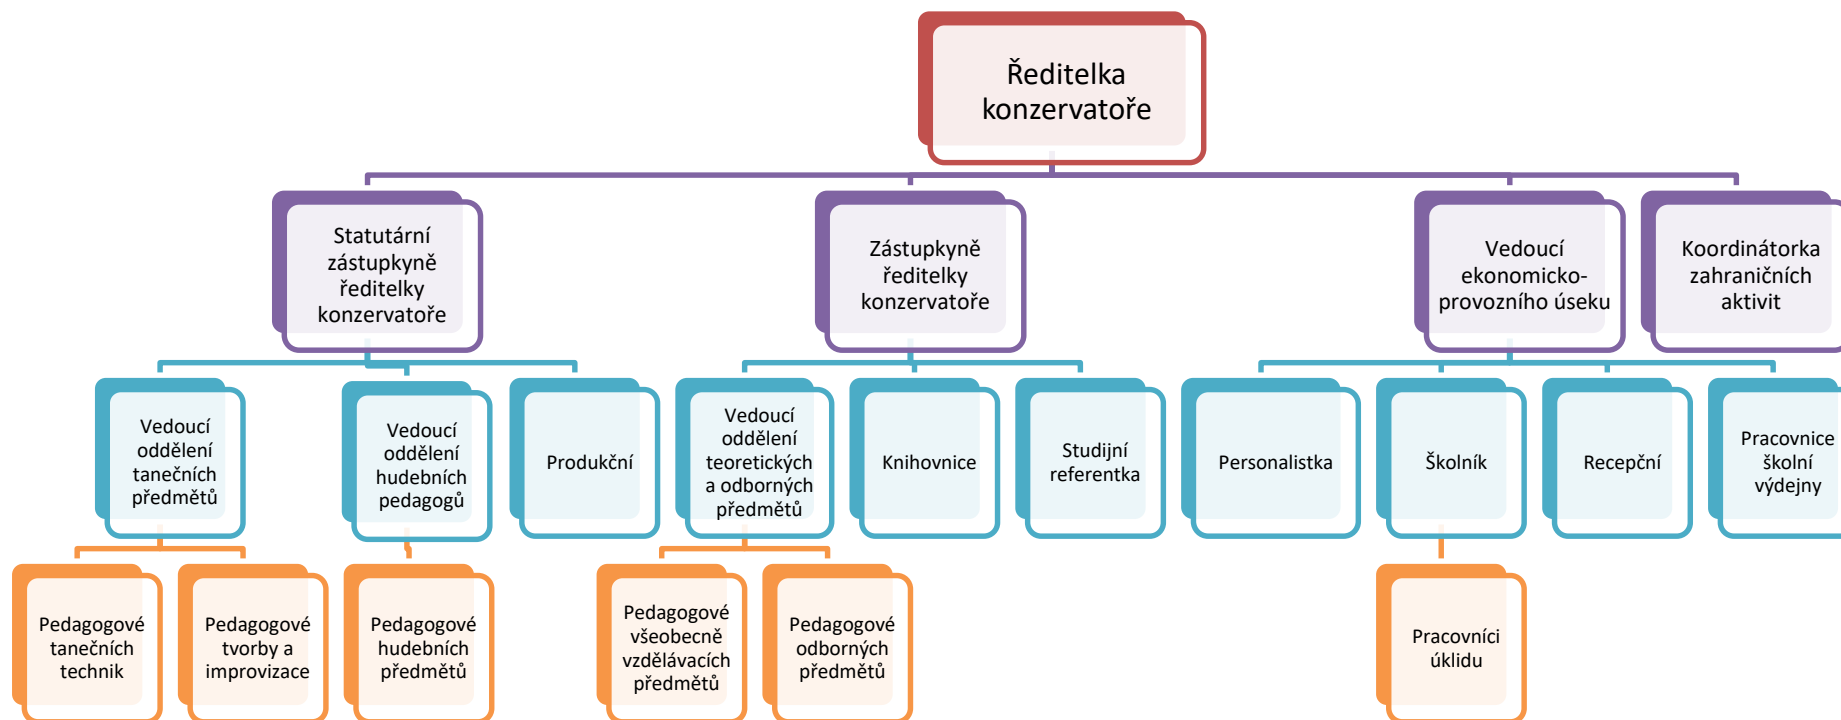 Ředitelka
konzervatoře
Statutární
zástupkyně
ředitelky
konzervatoře
Zástupkyně
ředitelky
konzervatoře
Vedoucí
ekonomicko-
provozního úseku
Koordinátorka
zahraničních
aktivit
Vedoucí
oddělení
tanečních
předmětů
Vedoucí
oddělení
hudebních
pedagogů
Produkční
Vedoucí
oddělení
teoretických
a odborných
předmětů
Knihovnice
Studijní
referentka
Personalistka
Školník
Recepční
Pracovnice
školní
výdejny
Pedagogové
tanečních
technik
Pedagogové
tvorby a
improvizace
Pedagogové
hudebních
předmětů
Pedagogové
všeobecně
vzdělávacích
předmětů
Pedagogové
odborných
předmětů
Pracovníci
úklidu